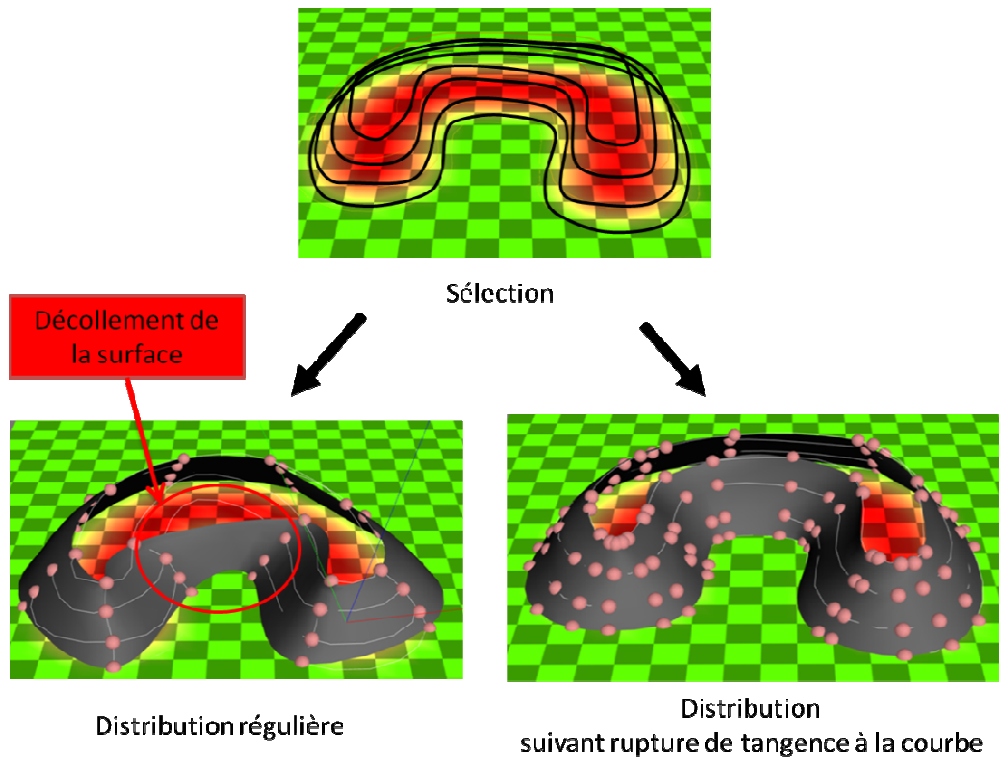 Sélection
Décollement de
la surface
Distribution régulière
Distribution
suivant rupture de tangence à la courbe